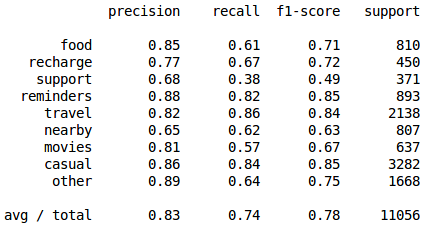 precision recall f1-score support
food 0.85 0.61 0.71 810
recharge 0.77 0.67 0.72 450
support 0.68 0.38 0.49 371
reminders 0.88 0.82 0.85 893
travel 0.82 0.86 0.84 2138
nearby 0.65 0.62 0.63 807
movies 0.81 0.57 0.67 637
casual 0.86 0.84 0.85 3282
other 0.89 0.64 0.75 1668
avg / total 0.83 0.74 0.78 11056